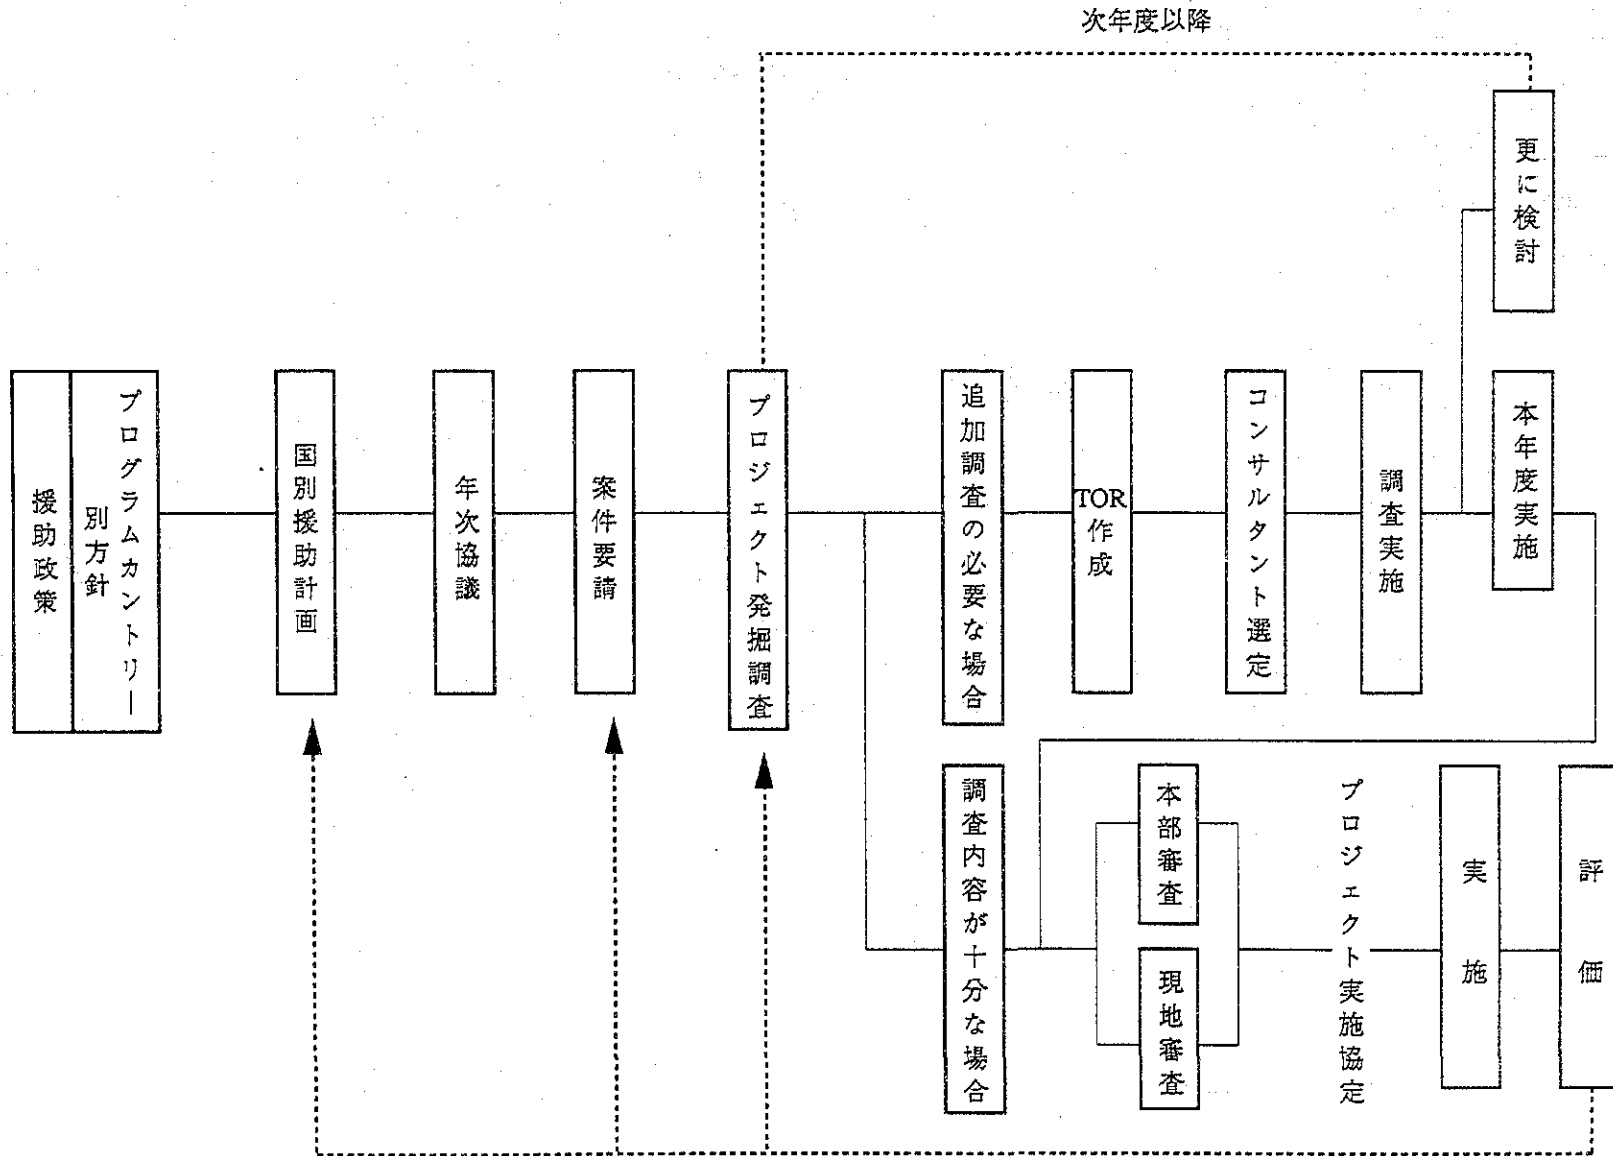 次年度以降
援助政策
プログラムカントリー
別方針
国別援助計画
年次協議
案件要請
プロジェクト発掘調査
追加調査の必要な場合
TOR
作成
コンサルタント選定
調査実施
更に検討
本年度実施
調査内容が十分な場合
本部審査
現地審査
プロジェクト実施協定
実施
評価